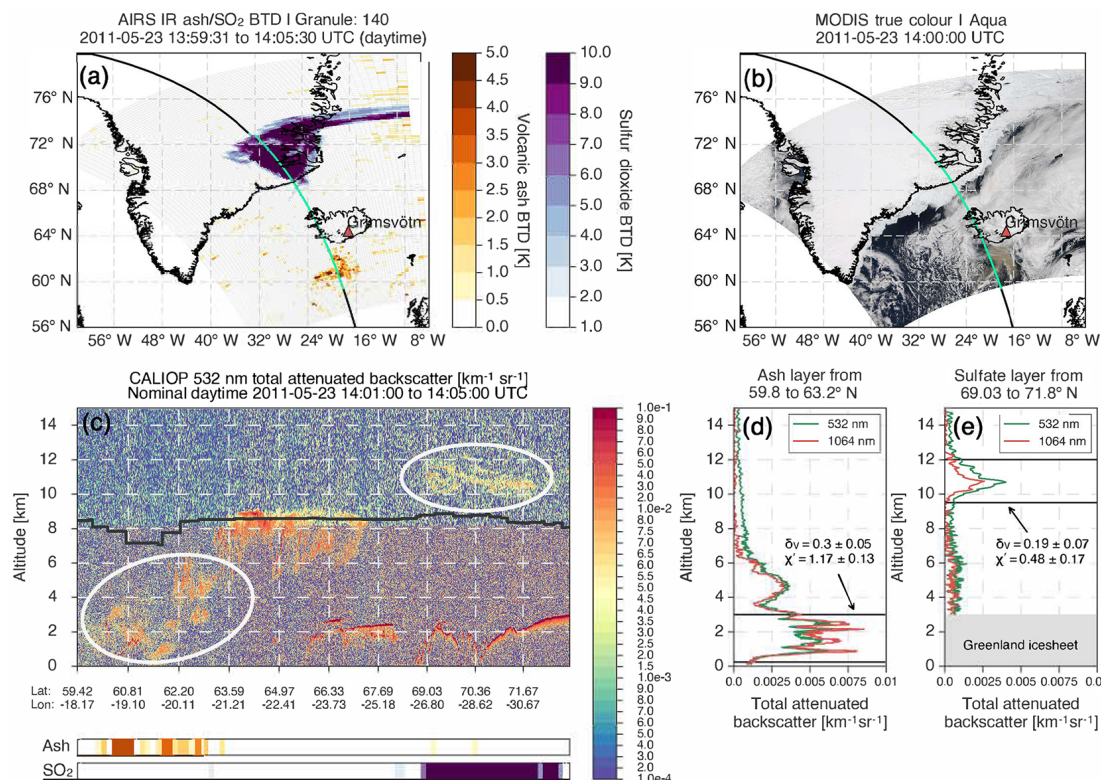 AIRS IR ash/SO₂ BTD I Granule: 140
2011-05-23 13:59:31 to 14:05:30 UTC (daytime)
(a)
76° N
72° N
68° N
64° N
60° N
56° N
Grímsvötn
56° W 48° W 40° W 32° W 24° W 16° W 8° W
5.0
4.5
4.0
3.5
3.0
2.5
2.0
1.5
1.0
0.5
0.0
Volcanic ash BTD [K]
10.0
9.0
8.0
7.0
6.0
5.0
4.0
3.0
2.0
1.0
Sulfur dioxide BTD [K]
MODIS true colour I Aqua
2011-05-23 14:00:00 UTC
(b)
76° N
72° N
68° N
64° N
60° N
56° N
Grímsvötn
56° W 48° W 40° W 32° W 24° W 16° W 8° W
CALIOP 532 nm total attenuated backscatter [km⁻¹ sr⁻¹]
Nominal daytime 2011-05-23 14:01:00 to 14:05:00 UTC
(c)
Altitude [km]
14
12
10
8
6
4
2
0
Lat: 59.42 60.81 62.20 63.59 64.97 66.33 67.69 69.03 70.36 71.67
Lon: -18.17 -19.10 -20.11 -21.21 -22.41 -23.73 -25.18 -26.80 -28.62 -30.67
Ash
SO₂
1.0e-1
9.0
8.0
7.0
6.0
5.0
4.0
3.0
2.0
1.0e-2
8.0
7.0
6.0
5.0
4.5
4.0
3.5
3.0
2.5
2.0
1.5
1.0e-3
9.0
8.0
7.0
6.0
5.0
4.0
3.0
2.0
1.0e-4
Ash layer from
59.8 to 63.2° N
(d)
532 nm
1064 nm
δv = 0.3 ± 0.05
χ′ = 1.17 ± 0.13
Altitude [km]
14
12
10
8
6
4
2
0
0.0 0.0025 0.005 0.0075 0.01
Total attenuated
backscatter [km⁻¹sr⁻¹]
Sulfate layer from
69.03 to 71.8° N
(e)
532 nm
1064 nm
δv = 0.19 ± 0.07
χ′ = 0.48 ± 0.17
Greenland icesheet
Altitude [km]
14
12
10
8
6
4
2
0
0.0 0.0025 0.005 0.0075 0.01
Total attenuated
backscatter [km⁻¹sr⁻¹]